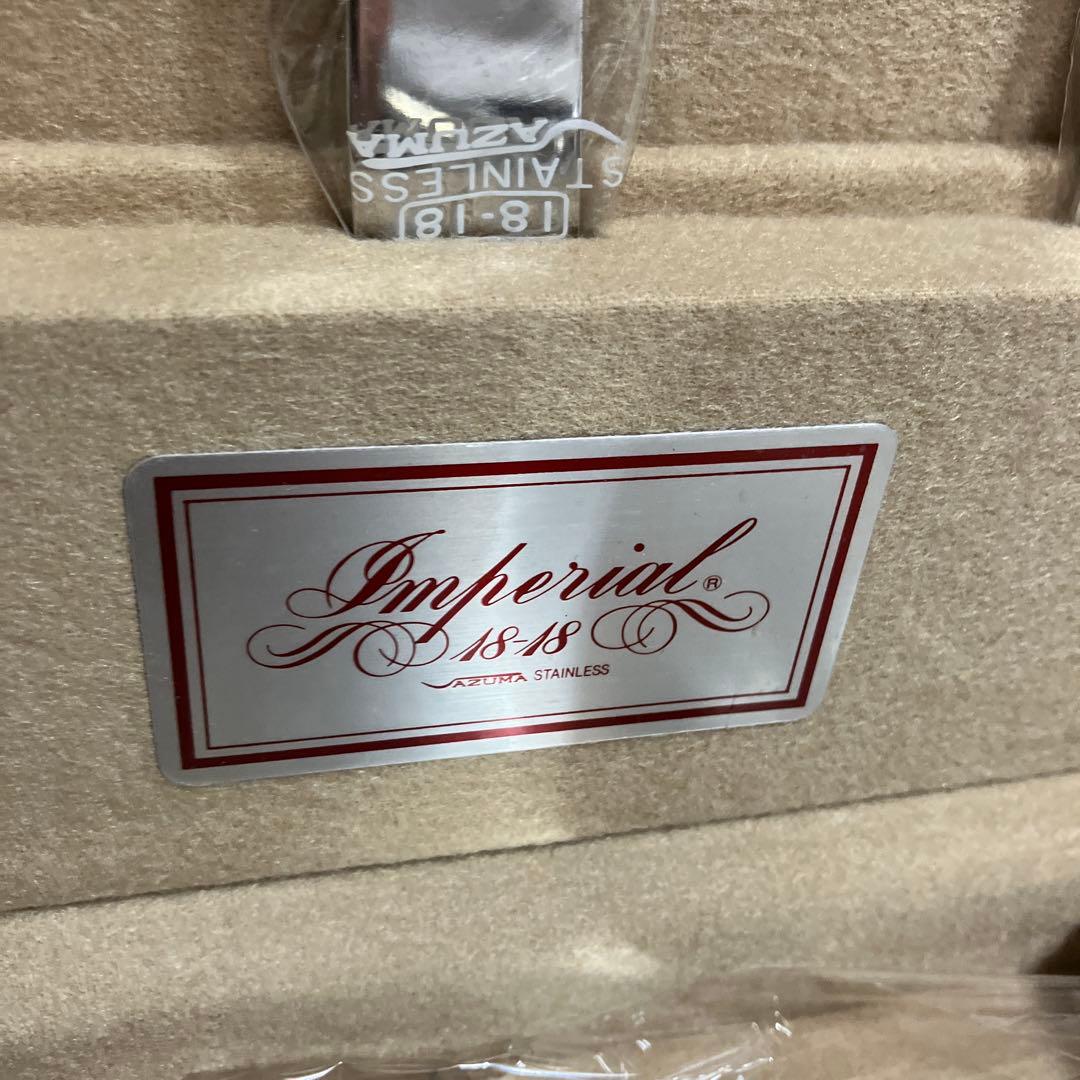 AZUMA
STAINLESS
18-18
Imperial®
18-18
AZUMA STAINLESS